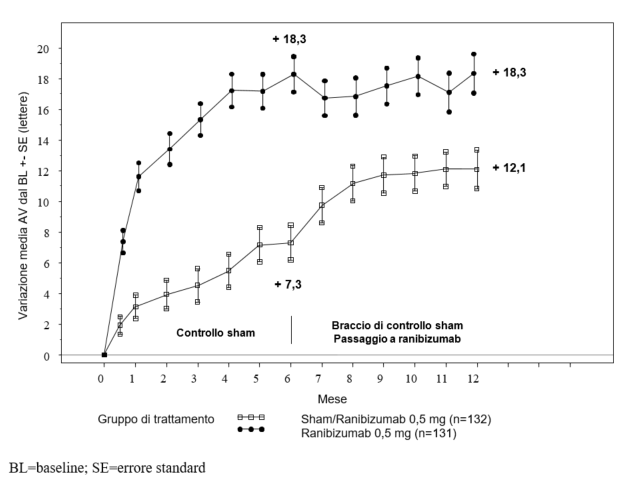 + 18,3
20
18
16
14
12
10
8
6
4
2
0
Variazione media AV dal BL +- SE (lettere)
+ 18,3
+ 12,1
+ 7,3
Controllo sham
Braccio di controllo sham
Passaggio a ranibizumab
0 1 2 3 4 5 6 7 8 9 10 11 12
Mese
Gruppo di trattamento
Sham/Ranibizumab 0,5 mg (n=132)
Ranibizumab 0,5 mg (n=131)
BL=baseline; SE=errore standard